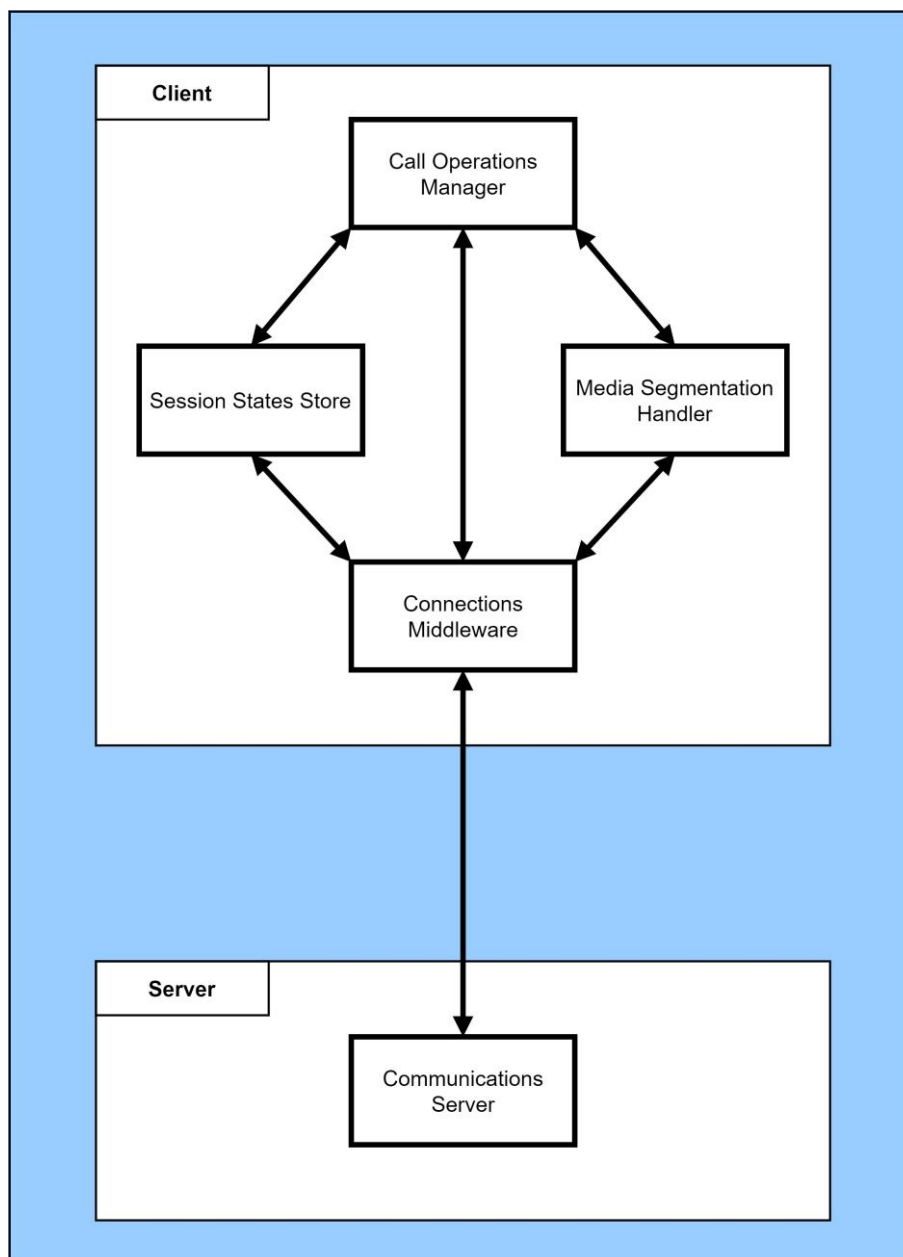 Client
Call Operations
Manager
Session States Store
Media Segmentation
Handler
Connections
Middleware
Server
Communications
Server